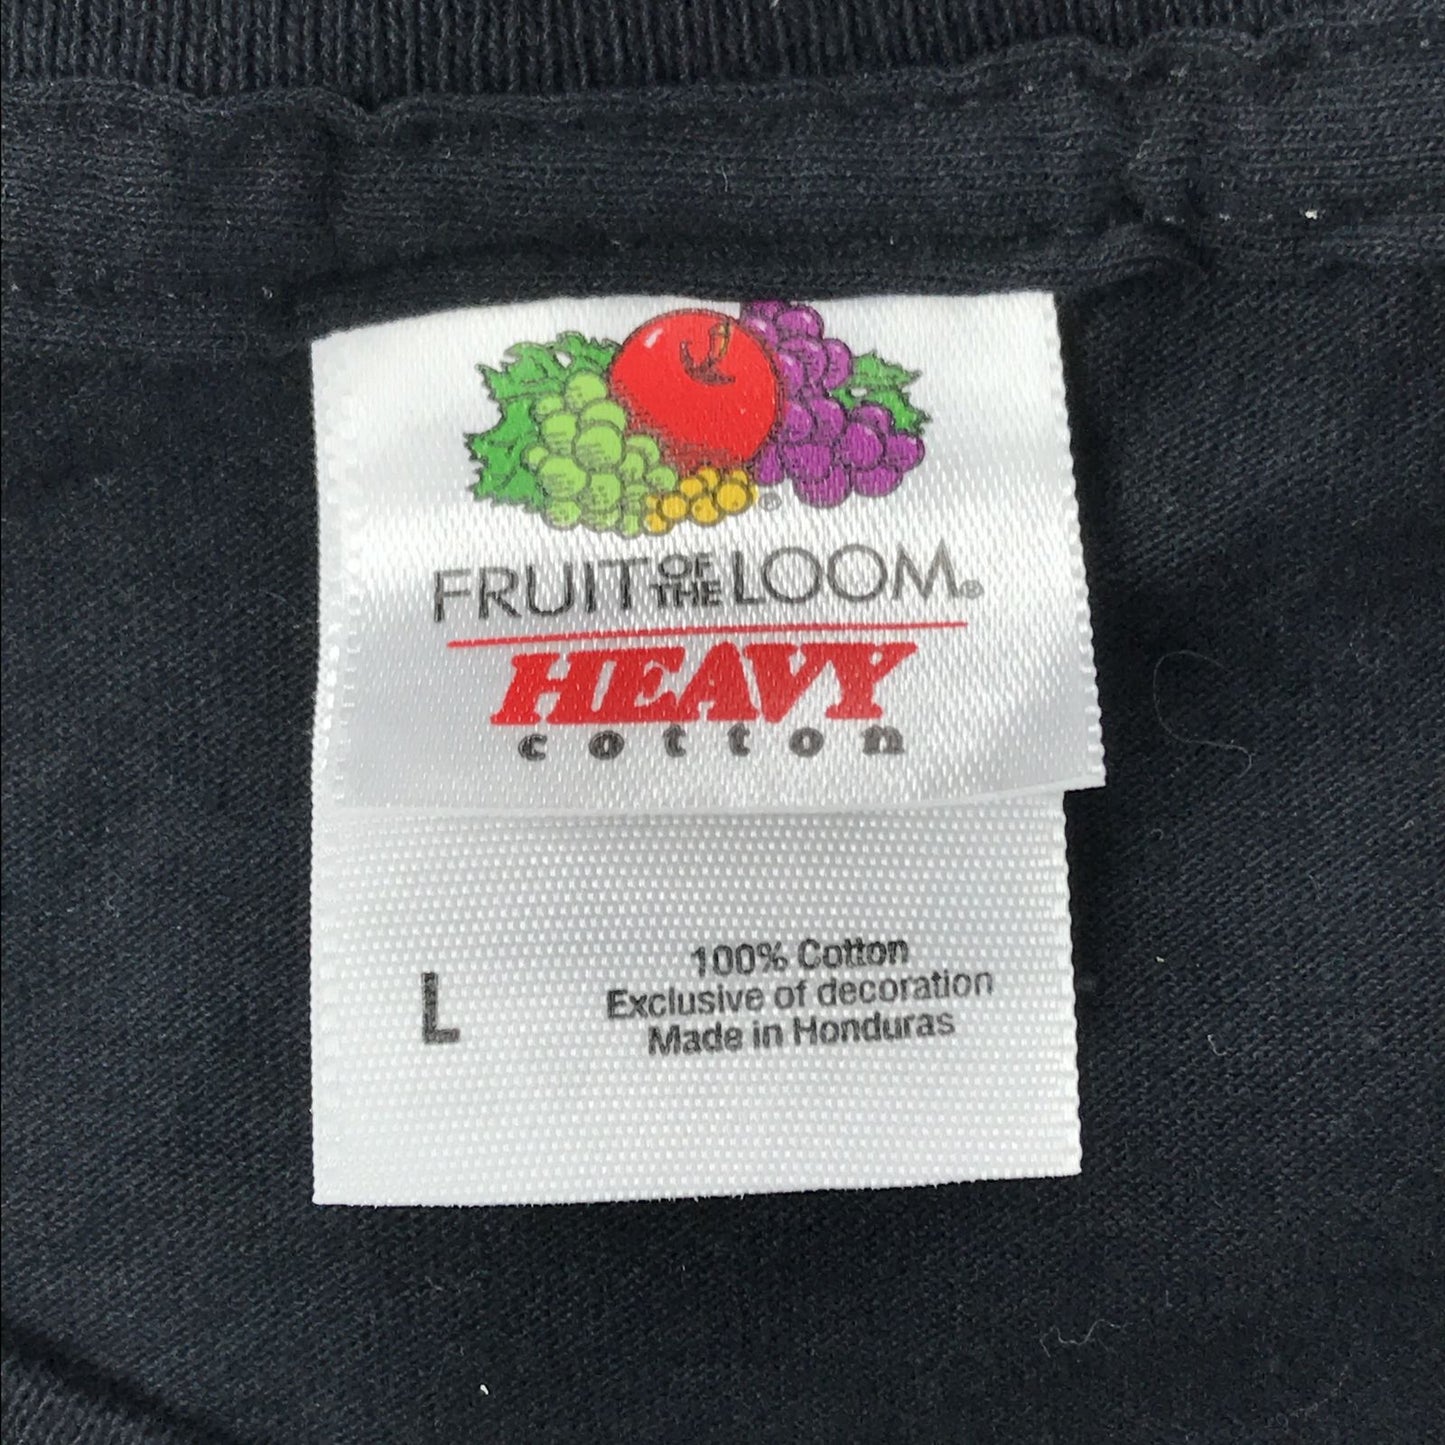 FRUIT OF THE LOOM®
HEAVY
cotton
L
100% Cotton
Exclusive of decoration
Made in Honduras